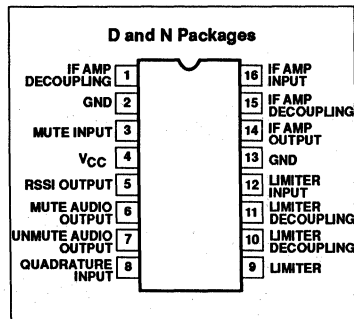 D and N Packages
IF AMP
DECOUPLING 1
GND 2
MUTE INPUT 3
VCC 4
RSSI OUTPUT 5
MUTE AUDIO
OUTPUT 6
UNMUTE AUDIO
OUTPUT 7
QUADRATURE
INPUT 8
16 IF AMP
INPUT
15 IF AMP
DECOUPLING
14 IF AMP
OUTPUT
13 GND
12 LIMITER
INPUT
11 LIMITER
DECOUPLING
10 LIMITER
DECOUPLING
9 LIMITER